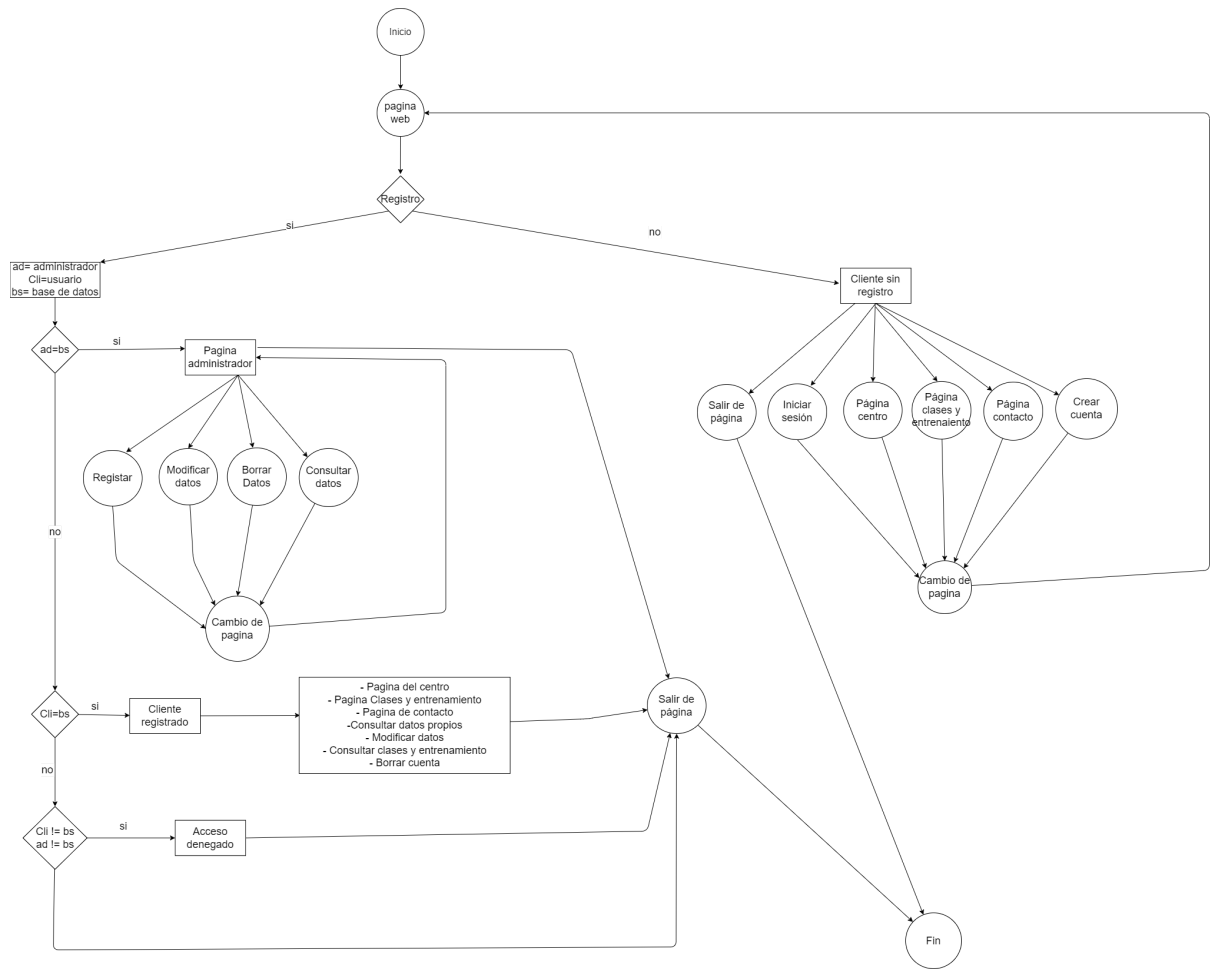 Inicio
pagina
web
Registro
si
no
ad= administrador
Cli=usuario
bs= base de datos
Cliente sin
registro
ad=bs
si
Pagina
administrador
Salir de
página
Iniciar
sesión
Página
centro
Página
clases y
entrenaiento
Página
contacto
Crear
cuenta
Registar
Modificar
datos
Borrar
Datos
Consultar
datos
no
Cambio de
pagina
Cambio de
pagina
Cli=bs
si
Cliente
registrado
- Pagina del centro
- Pagina Clases y entrenamiento
- Pagina de contacto
-Consultar datos propios
- Modificar datos
- Consultar clases y entrenamiento
- Borrar cuenta
Salir de
página
no
Cli != bs
ad != bs
si
Acceso
denegado
Fin